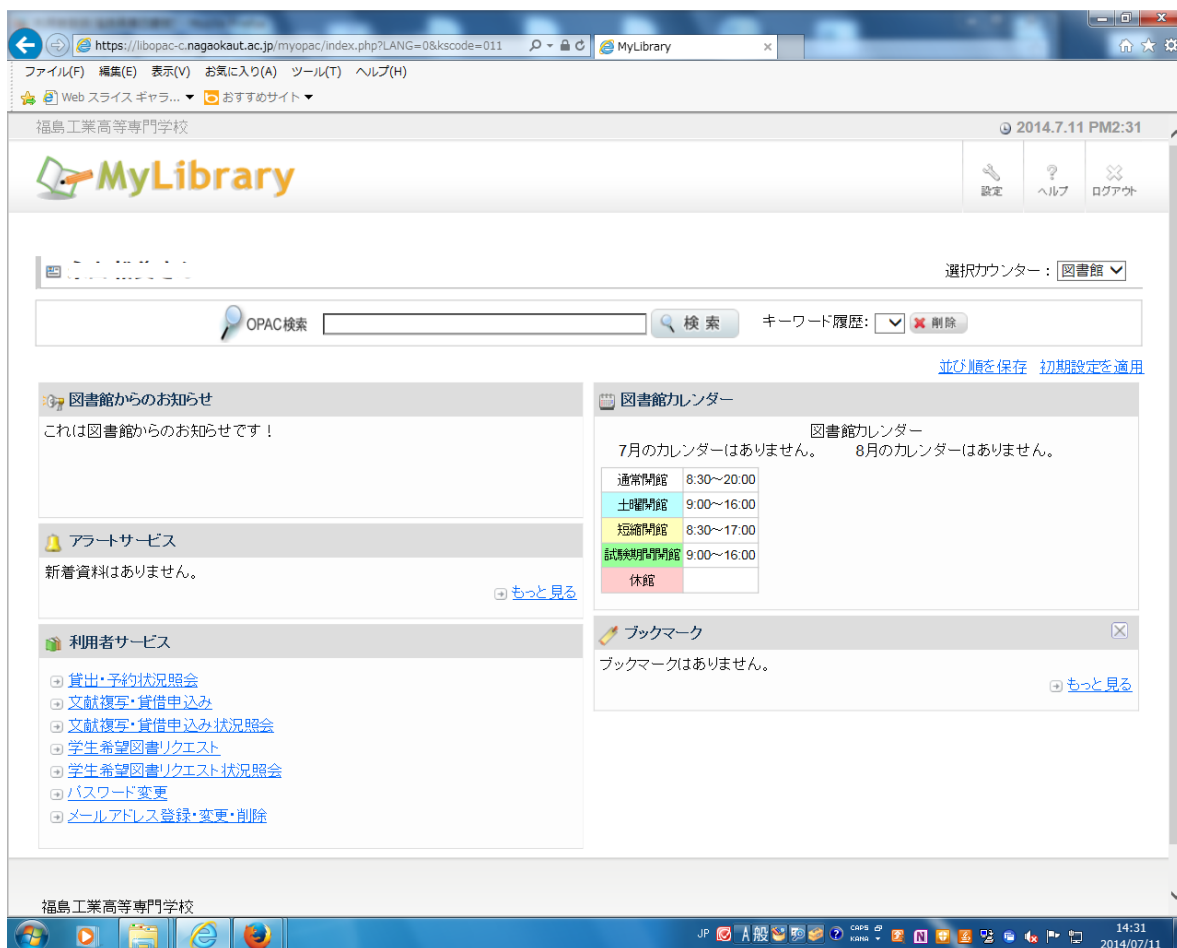 https://libopac-c.nagaokaut.ac.jp/myopac/index.php?LANG=0&kscode=011
MyLibrary
ファイル(F) 編集(E) 表示(V) お気に入り(A) ツール(T) ヘルプ(H)
Web スライス ギャラ... おすすめサイト
福島工業高等専門学校
2014.7.11 PM2:31
MyLibrary
設定 ヘルプ ログアウト
選択カウンター： 図書館
OPAC検索 検索 キーワード履歴: 削除
並び順を保存 初期設定を適用
図書館からのお知らせ
これは図書館からのお知らせです！
アラートサービス
新着資料はありません。
もっと見る
利用者サービス
貸出・予約状況照会
文献複写・貸借申込み
文献複写・貸借申込み状況照会
学生希望図書リクエスト
学生希望図書リクエスト状況照会
パスワード変更
メールアドレス登録・変更・削除
図書館カレンダー
図書館カレンダー
7月のカレンダーはありません。 8月のカレンダーはありません。
通常開館 8:30～20:00
土曜開館 9:00～16:00
短縮開館 8:30～17:00
試験期間開館 9:00～16:00
休館
ブックマーク
ブックマークはありません。
もっと見る
福島工業高等専門学校
JP A 般 CAPS KANA 14:31
2014/07/11